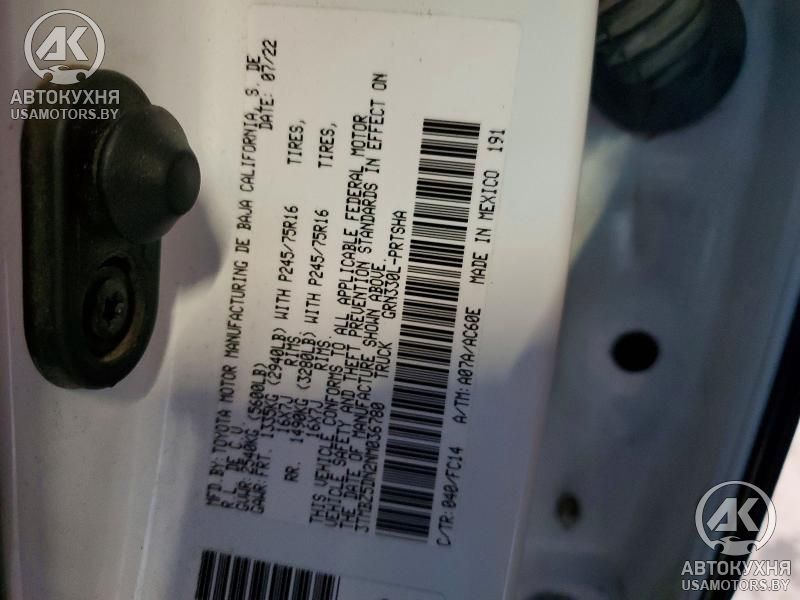 АК
АВТОКУХНЯ
USAMOTORS.BY
MFD. BY: TOYOTA MOTOR MANUFACTURING DE BAJA CALIFORNIA, S. DE
R. L. DE C. V. DATE: 07/22
GVWR: 2540KG (5600LB)
GAWR: FRT. 1335KG (2940LB) WITH P245/75R16 TIRES,
16X7J RIMS,
RR. 1490KG (3280LB) WITH P245/75R16 TIRES,
16X7J RIMS.
THIS VEHICLE CONFORMS TO ALL APPLICABLE FEDERAL MOTOR
VEHICLE SAFETY AND THEFT PREVENTION STANDARDS IN EFFECT ON
THE DATE OF MANUFACTURE SHOWN ABOVE.
3TYRZ5DN2NM036780 TRUCK GRN330L-PRTSHA
C/TR: 040/FC14 A/TM: A07A/AC60E MADE IN MEXICO 191
АК
АВТОКУХНЯ
USAMOTORS.BY